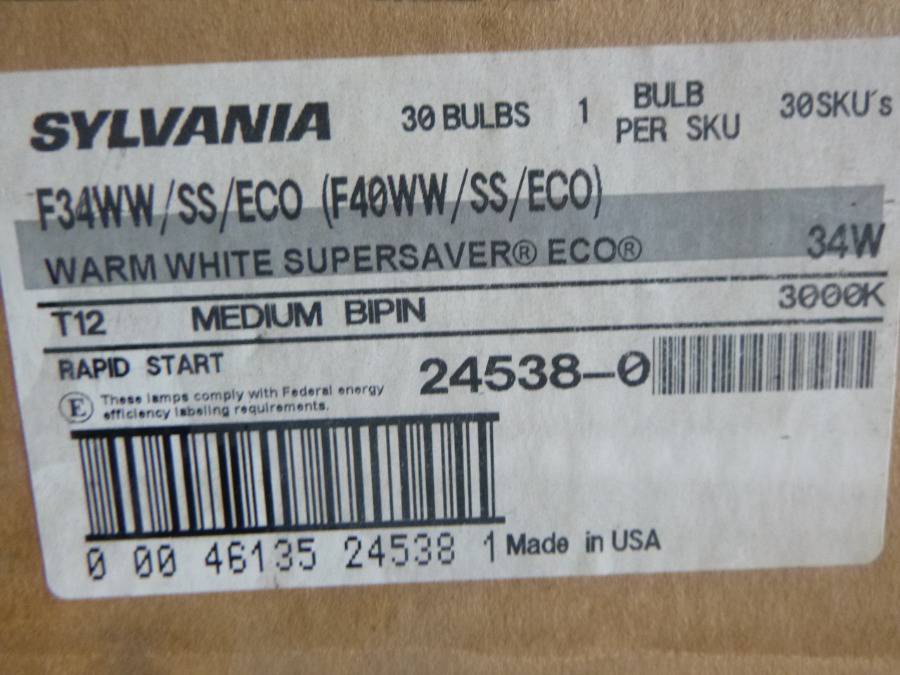 SYLVANIA 30 BULBS 1 BULB PER SKU 30SKU's
F34WW/SS/ECO (F40WW/SS/ECO)
WARM WHITE SUPERSAVER® ECO® 34W
T12 MEDIUM BIPIN 3000K
RAPID START 24538-0
E These lamps comply with Federal energy
efficiency labeling requirements.
0 00 46135 24538 1 Made in USA